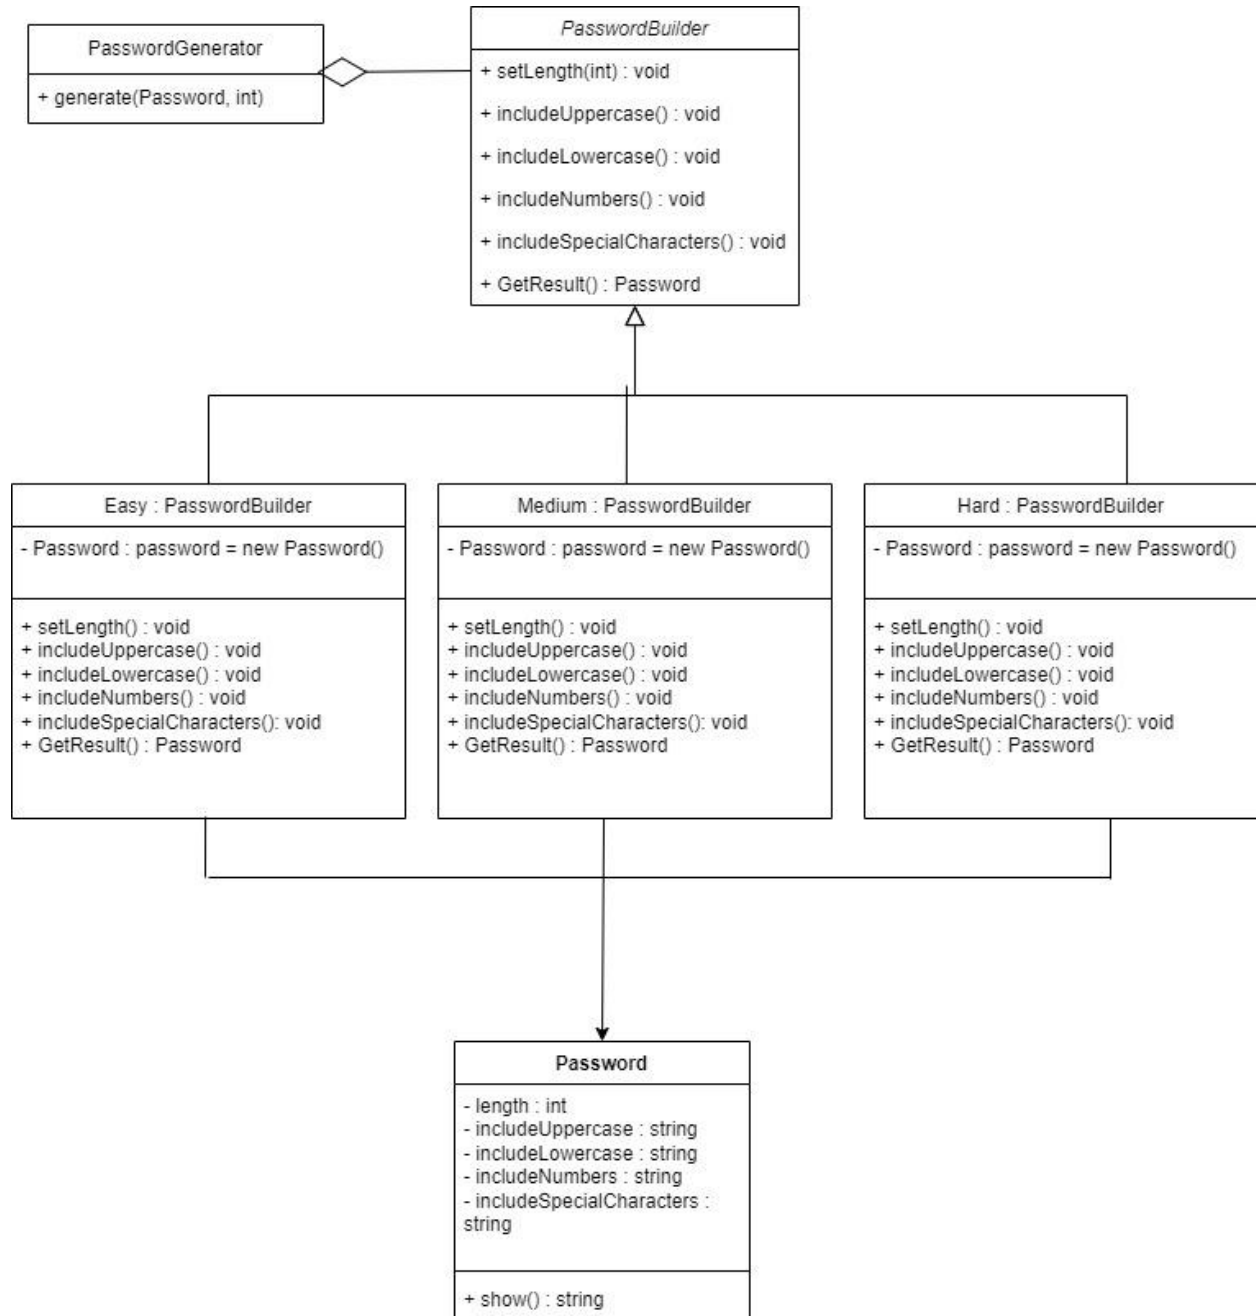 PasswordGenerator
+ generate(Password, int)
PasswordBuilder
+ setLength(int) : void
+ includeUppercase() : void
+ includeLowercase() : void
+ includeNumbers() : void
+ includeSpecialCharacters() : void
+ GetResult() : Password
Easy : PasswordBuilder
- Password : password = new Password()
+ setLength() : void
+ includeUppercase() : void
+ includeLowercase() : void
+ includeNumbers() : void
+ includeSpecialCharacters(): void
+ GetResult() : Password
Medium : PasswordBuilder
- Password : password = new Password()
+ setLength() : void
+ includeUppercase() : void
+ includeLowercase() : void
+ includeNumbers() : void
+ includeSpecialCharacters(): void
+ GetResult() : Password
Hard : PasswordBuilder
- Password : password = new Password()
+ setLength() : void
+ includeUppercase() : void
+ includeLowercase() : void
+ includeNumbers() : void
+ includeSpecialCharacters(): void
+ GetResult() : Password
Password
- length : int
- includeUppercase : string
- includeLowercase : string
- includeNumbers : string
- includeSpecialCharacters :
string
+ show() : string